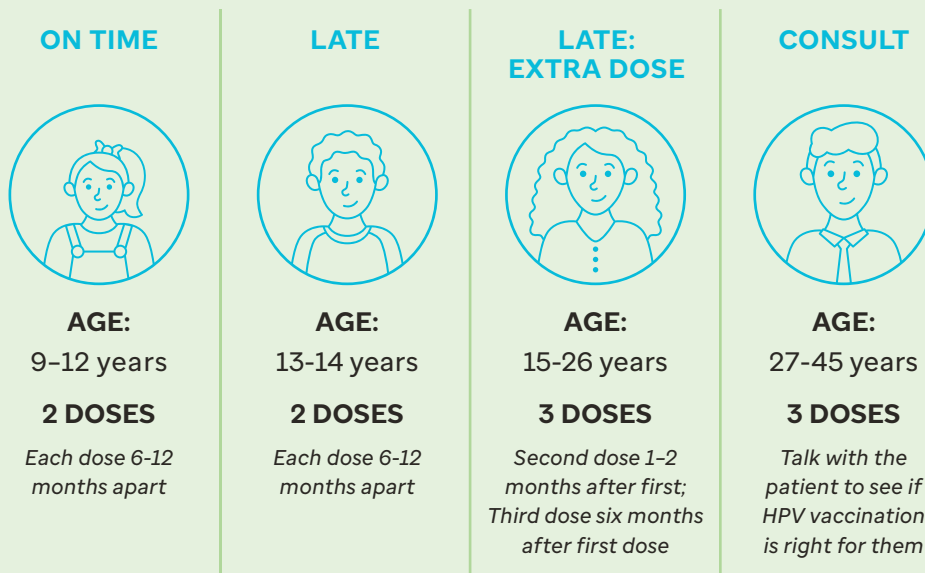 ON TIME
AGE:
9–12 years
2 DOSES
Each dose 6-12
months apart
LATE
AGE:
13-14 years
2 DOSES
Each dose 6-12
months apart
LATE:
EXTRA DOSE
AGE:
15-26 years
3 DOSES
Second dose 1–2
months after first;
Third dose six months
after first dose
CONSULT
AGE:
27-45 years
3 DOSES
Talk with the
patient to see if
HPV vaccination
is right for them